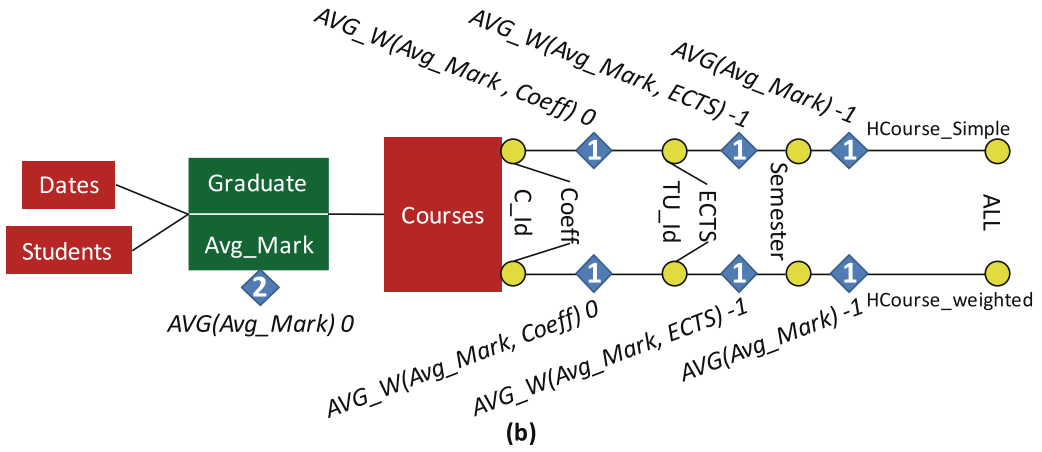 AVG_W(Avg_Mark , Coeff) 0
AVG_W(Avg_Mark , ECTS) -1
AVG(Avg_Mark) -1
HCourse_Simple
1
1
1
Dates
Graduate
Students
Avg_Mark
Courses
C_Id
Coeff
TU_Id
ECTS
Semester
ALL
1
1
1
HCourse_weighted
2
AVG(Avg_Mark) 0
AVG_W(Avg_Mark, Coeff) 0
AVG_W(Avg_Mark, ECTS) -1
AVG(Avg_Mark) -1
(b)